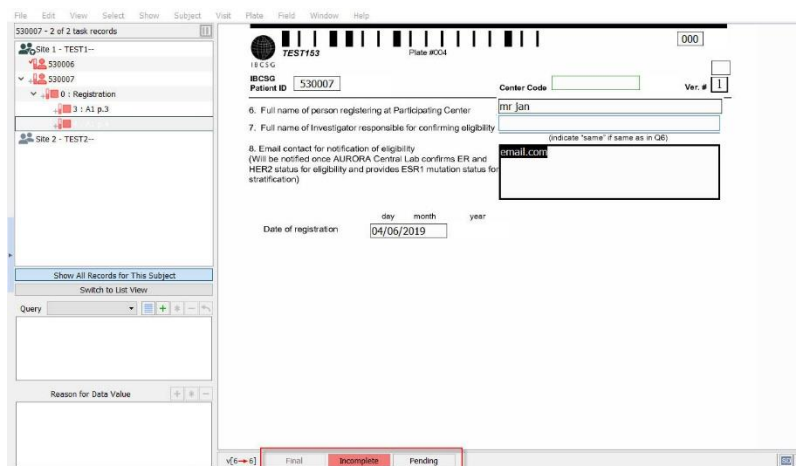 File Edit View Select Show Subject Visit Plate Field Window Help
530007 - 2 of 2 task records
Site 1 - TEST1--
530006
530007
0 : Registration
3 : A1 p.3
Site 2 - TEST2--
Show All Records for This Subject
Switch to List View
Query
Reason for Data Value
IBCSG
TEST153
Plate #004
000
IBCSG
Patient ID 530007
Center Code
Ver. # 1
6. Full name of person registering at Participating Center mr jan
7. Full name of Investigator responsible for confirming eligibility
(indicate "same" if same as in Q6)
8. Email contact for notification of eligibility
(Will be notified once AURORA Central Lab confirms ER and
HER2 status for eligibility and provides ESR1 mutation status for
stratification)
email.com
day month year
Date of registration 04/06/2019
v[6→6] Final Incomplete Pending